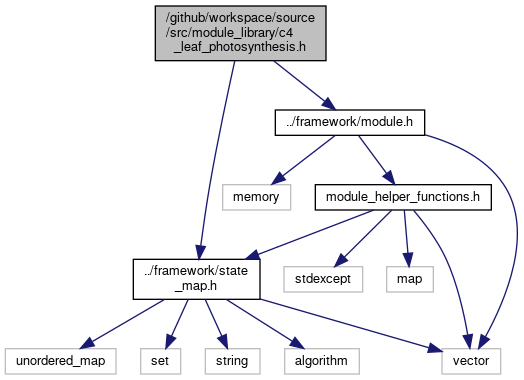 /github/workspace/source
/src/module_library/c4
_leaf_photosynthesis.h
../framework/module.h
memory
module_helper_functions.h
../framework/state
_map.h
stdexcept
map
unordered_map
set
string
algorithm
vector